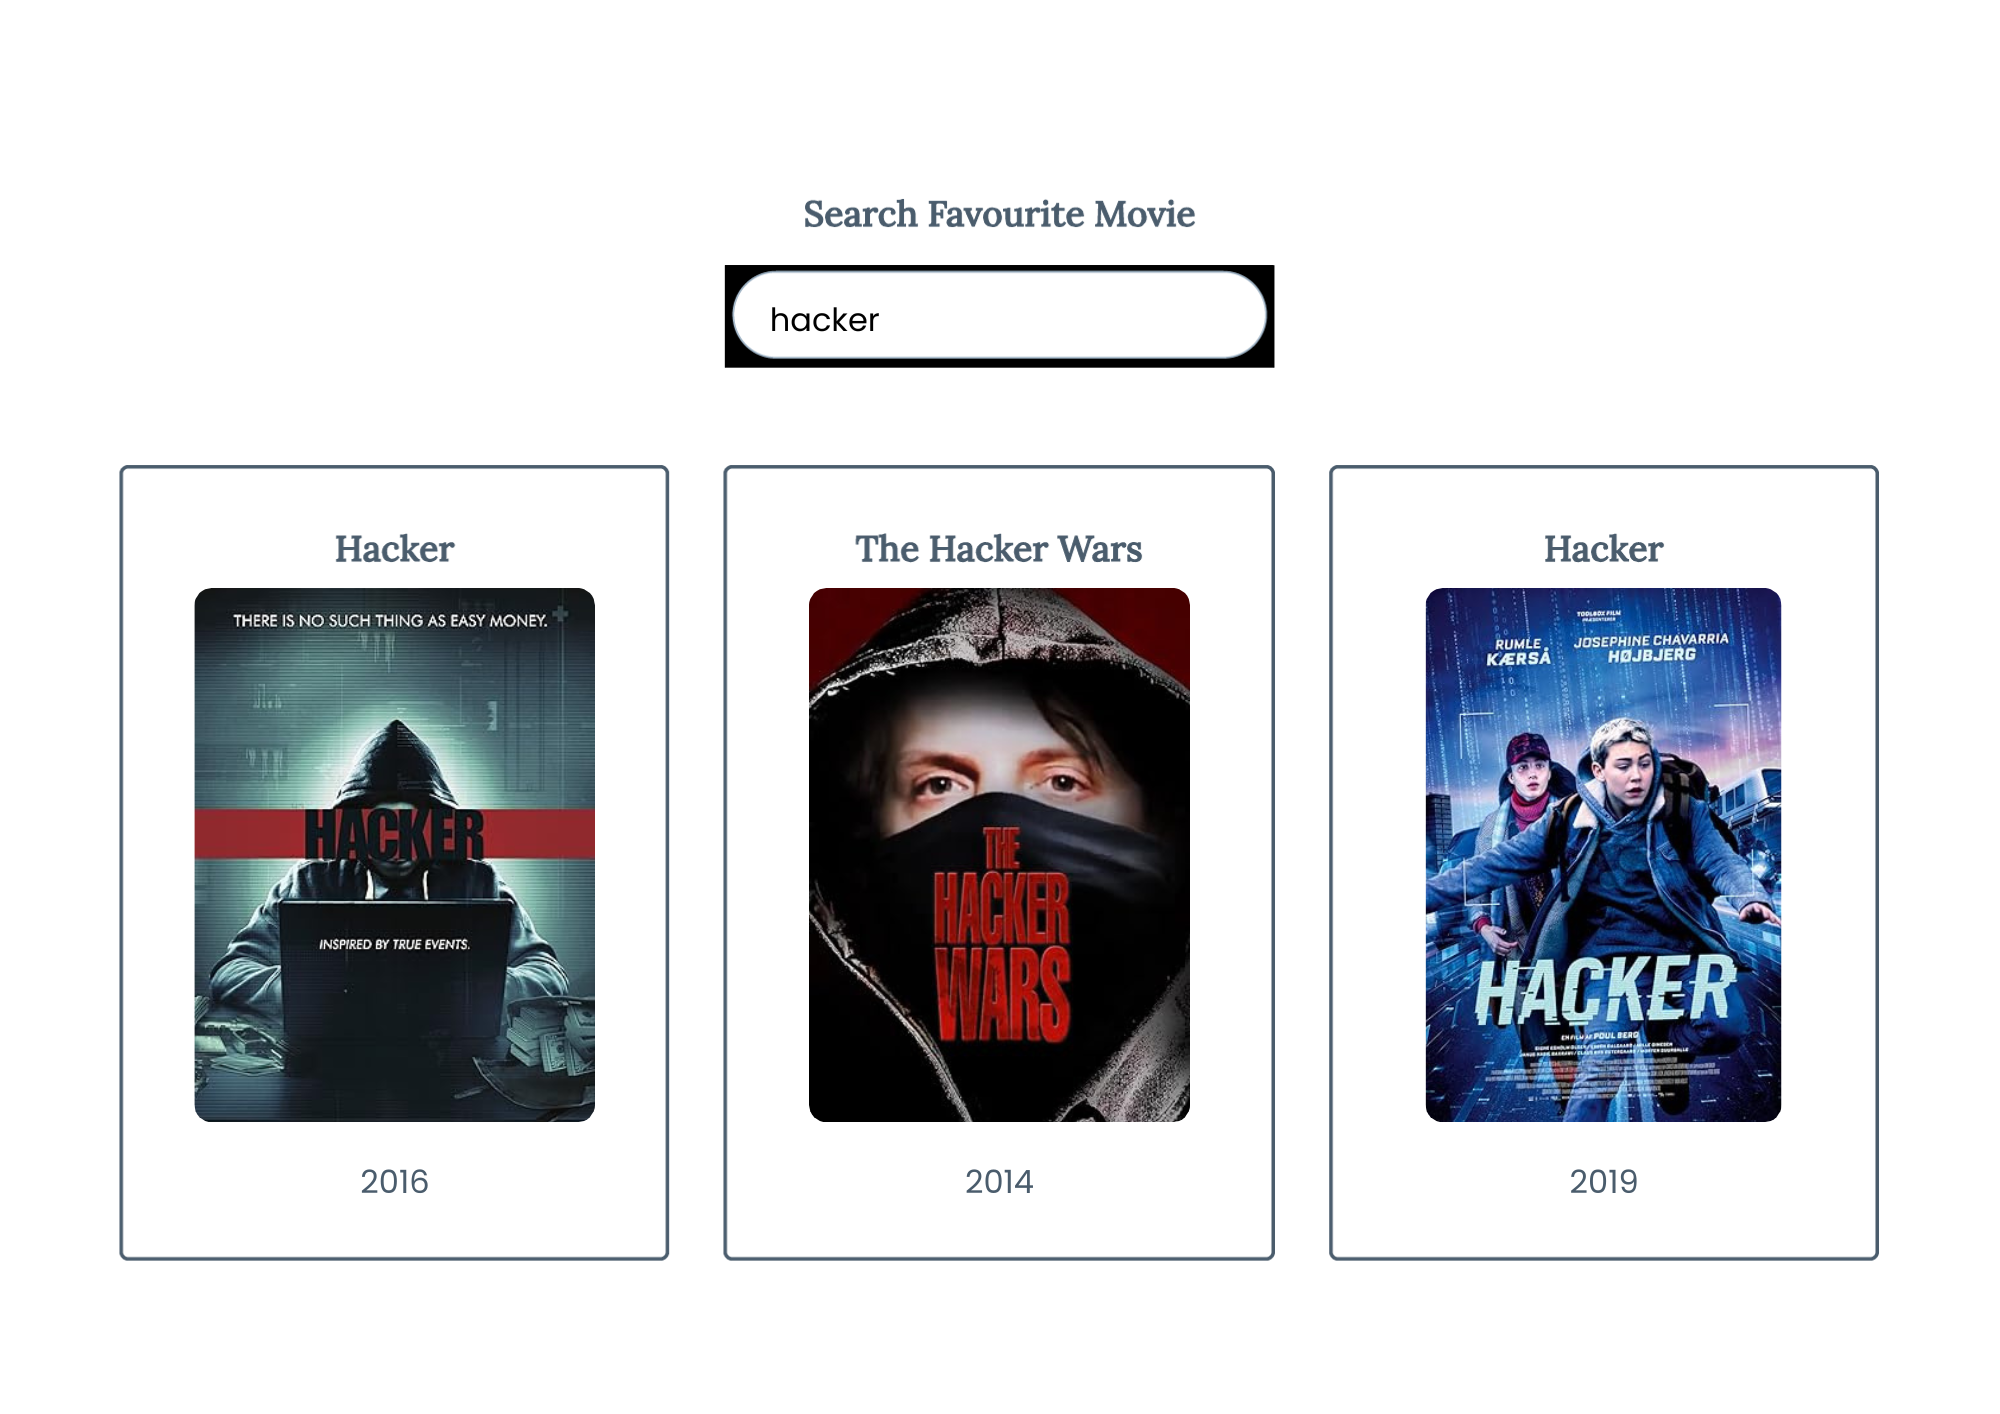 Search Favourite Movie
hacker
Hacker
THERE IS NO SUCH THING AS EASY MONEY.
HACKER
INSPIRED BY TRUE EVENTS.
2016
The Hacker Wars
THE
HACKER
WARS
2014
Hacker
TOOLBOX FILM
PRÆSENTERER
RUMLE
KÆRSÅ
JOSEPHINE CHAVARRIA
HØJBJERG
HACKER
EN FILM AF POUL BERG
2019